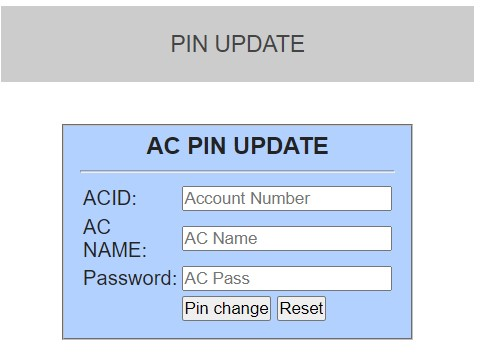 PIN UPDATE
AC PIN UPDATE
ACID: Account Number
AC
NAME: AC Name
Password: AC Pass
Pin change Reset